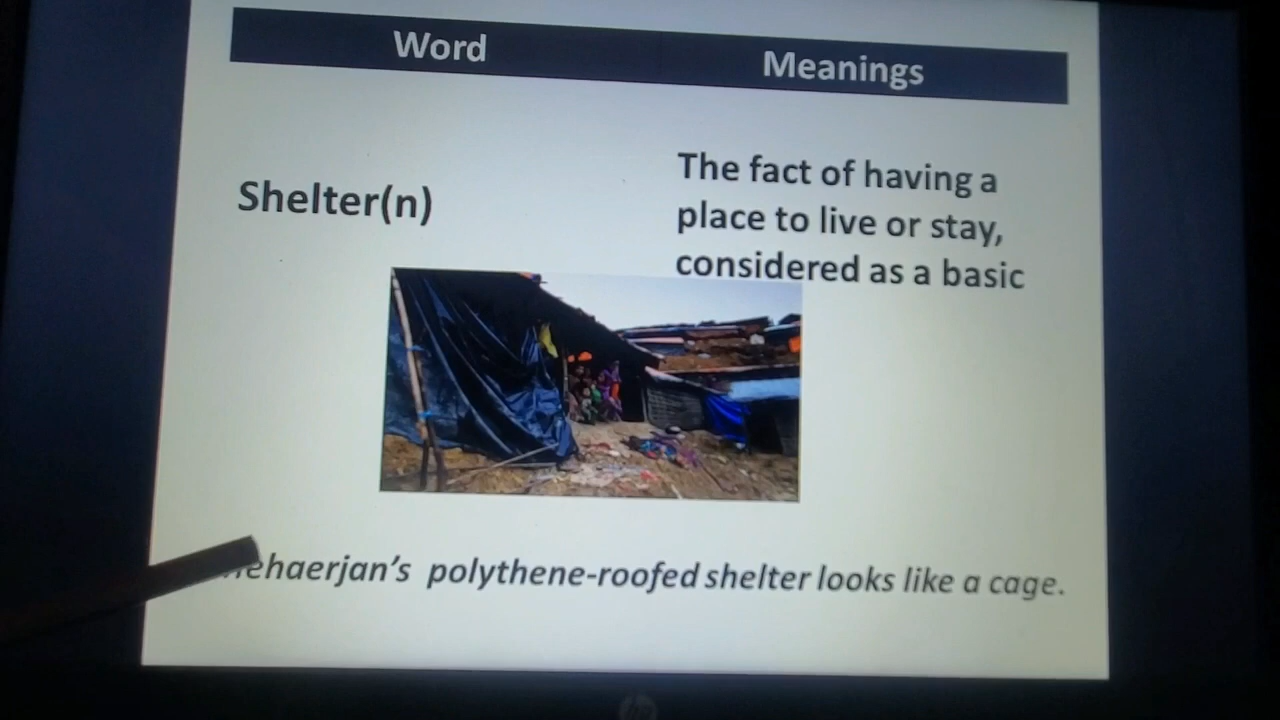 Word Meanings
Shelter(n)
The fact of having a
place to live or stay,
considered as a basic
polythene-roofed shelter looks like a cage.